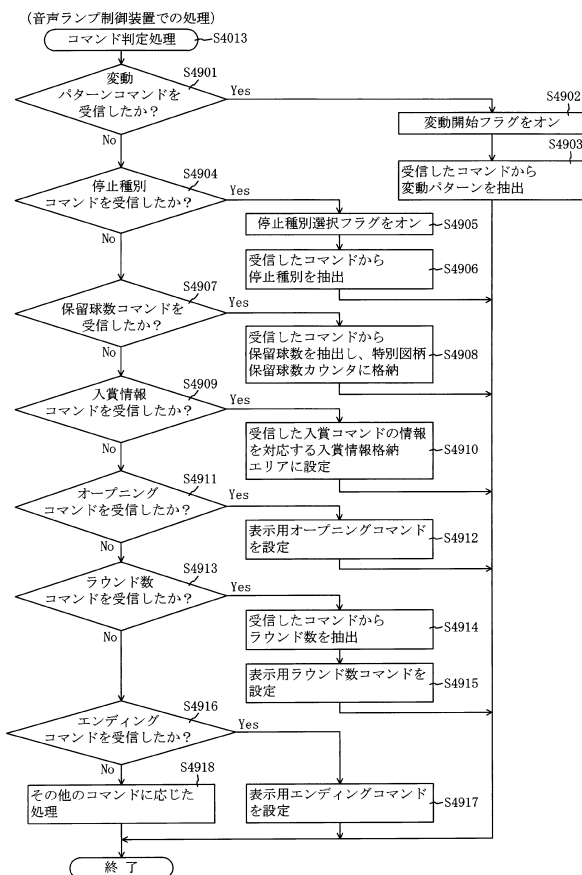 (音声ランプ制御装置での処理)
コマンド判定処理
S4013
変動
パターンコマンドを
受信したか?
S4901
Yes
No
S4902
変動開始フラグをオン
S4903
受信したコマンドから
変動パターンを抽出
停止種別
コマンドを受信したか?
S4904
Yes
No
停止種別選択フラグをオン
S4905
受信したコマンドから
停止種別を抽出
S4906
保留球数コマンドを
受信したか?
S4907
Yes
No
受信したコマンドから
保留球数を抽出し、特別図柄
保留球数カウンタに格納
S4908
入賞情報
コマンドを受信したか?
S4909
Yes
No
受信した入賞コマンドの情報
を対応する入賞情報格納
エリアに設定
S4910
オープニング
コマンドを受信したか?
S4911
Yes
No
表示用オープニングコマンド
を設定
S4912
ラウンド数
コマンドを受信したか?
S4913
Yes
No
受信したコマンドから
ラウンド数を抽出
S4914
表示用ラウンド数コマンドを
設定
S4915
エンディング
コマンドを受信したか?
S4916
Yes
No
S4918
その他のコマンドに応じた
処理
表示用エンディングコマンド
を設定
S4917
終 了